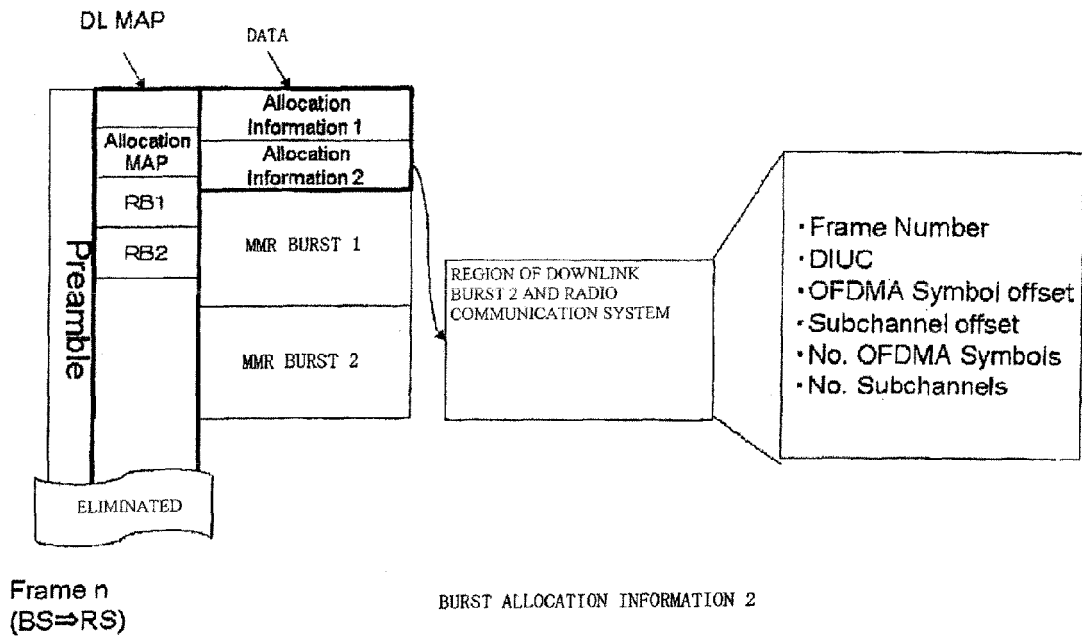 DL MAP
DATA
Preamble
Allocation
MAP
RB1
RB2
Allocation
Information 1
Allocation
Information 2
MMR BURST 1
MMR BURST 2
ELIMINATED
REGION OF DOWNLINK
BURST 2 AND RADIO
COMMUNICATION SYSTEM
・Frame Number
・DIUC
・OFDMA Symbol offset
・Subchannel offset
・No. OFDMA Symbols
・No. Subchannels
Frame n
(BS⇒RS)
BURST ALLOCATION INFORMATION 2